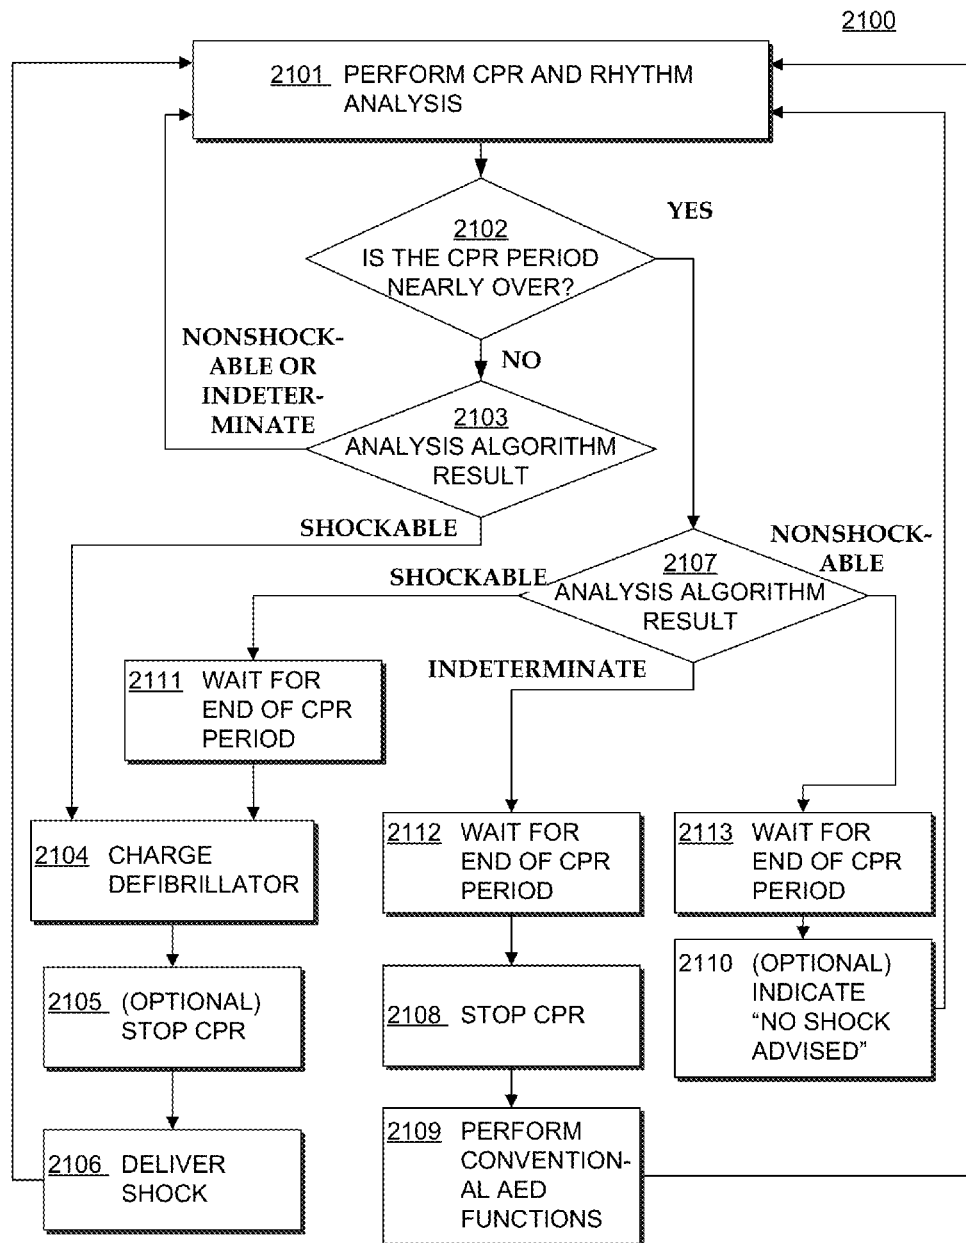 2100
2101 PERFORM CPR AND RHYTHM
ANALYSIS
YES
2102
IS THE CPR PERIOD
NEARLY OVER?
NONSHOCK-
ABLE OR
INDETER-
MINATE
NO
2103
ANALYSIS ALGORITHM
RESULT
SHOCKABLE
NONSHOCK-
ABLE
2107
ANALYSIS ALGORITHM
RESULT
SHOCKABLE
INDETERMINATE
2111 WAIT FOR
END OF CPR
PERIOD
2104 CHARGE
DEFIBRILLATOR
2112 WAIT FOR
END OF CPR
PERIOD
2113 WAIT FOR
END OF CPR
PERIOD
2105 (OPTIONAL)
STOP CPR
2108 STOP CPR
2110 (OPTIONAL)
INDICATE
“NO SHOCK
ADVISED”
2106 DELIVER
SHOCK
2109 PERFORM
CONVENTION-
AL AED
FUNCTIONS